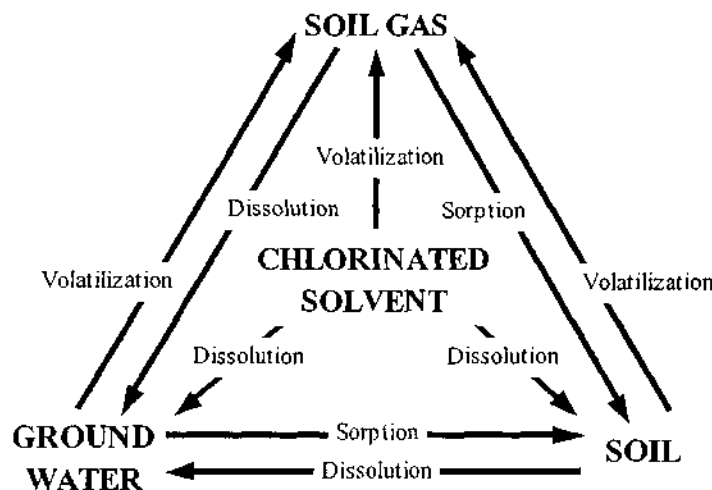 SOIL GAS
Volatilization
Dissolution
Sorption
CHLORINATED
SOLVENT
Volatilization
Volatilization
Dissolution
Dissolution
GROUND
WATER
Sorption
SOIL
Dissolution